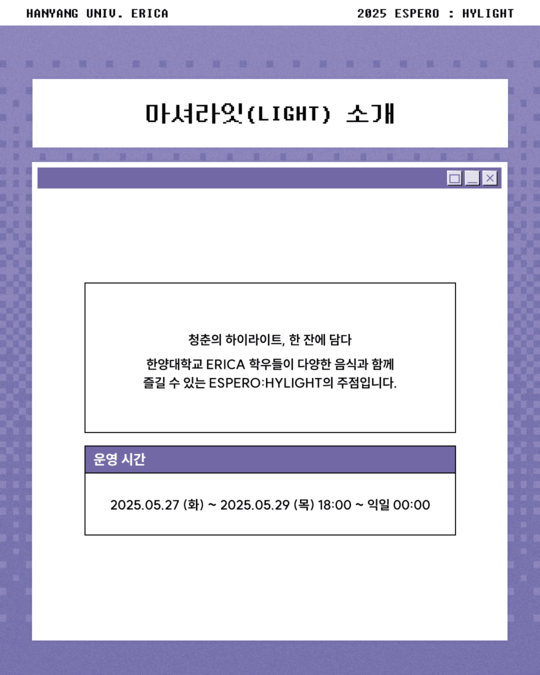 HANYANG UNIV. ERICA
2025 ESPERO : HYLIGHT
마셔라잇(LIGHT) 소개
청춘의 하이라이트, 한 잔에 담다
한양대학교 ERICA 학우들이 다양한 음식과 함께
즐길 수 있는 ESPERO:HYLIGHT의 주점입니다.
운영 시간
2025.05.27 (화) ~ 2025.05.29 (목) 18:00 ~ 익일 00:00